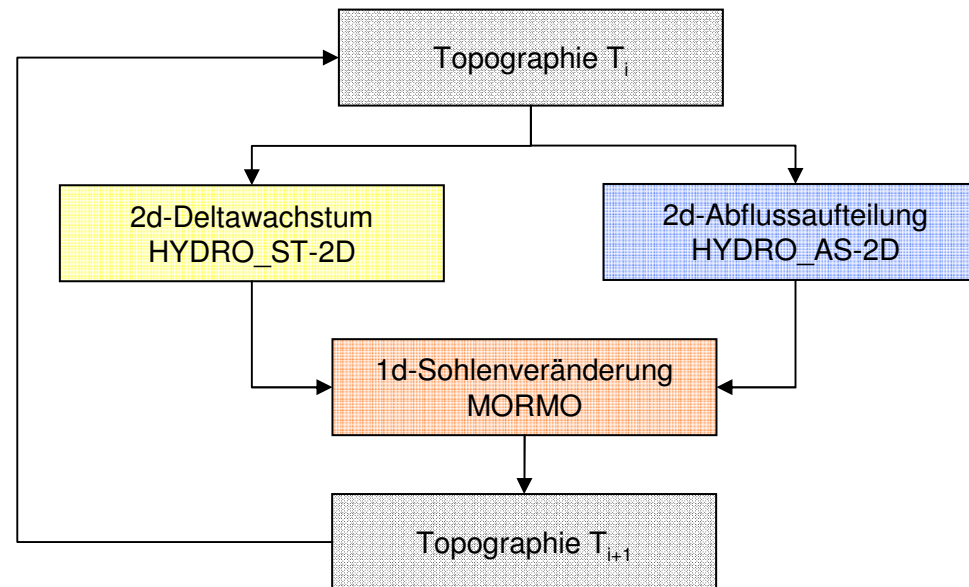 Topographie Tᵢ
2d-Deltawachstum
HYDRO_ST-2D
2d-Abflussaufteilung
HYDRO_AS-2D
1d-Sohlenveränderung
MORMO
Topographie Tᵢ₊₁